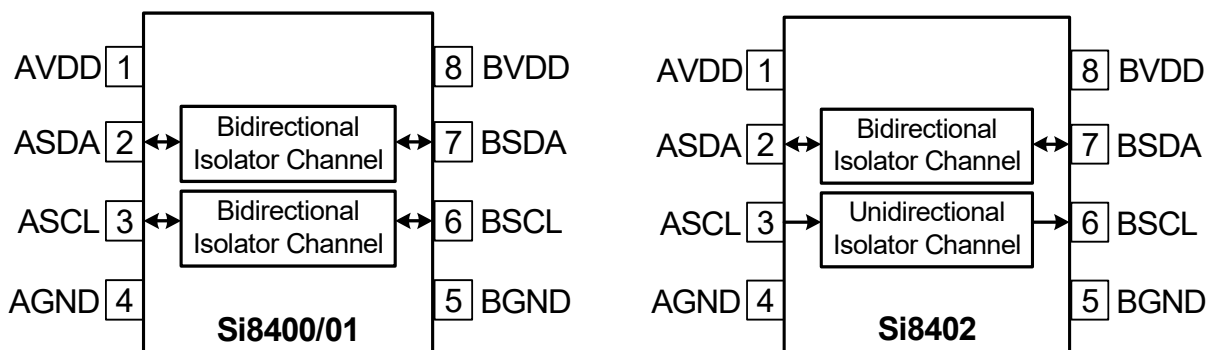 AVDD 1
8 BVDD
Bidirectional
Isolator Channel
ASDA 2
7 BSDA
Bidirectional
Isolator Channel
ASCL 3
6 BSCL
AGND 4
5 BGND
Si8400/01
AVDD 1
8 BVDD
Bidirectional
Isolator Channel
ASDA 2
7 BSDA
Unidirectional
Isolator Channel
ASCL 3
6 BSCL
AGND 4
5 BGND
Si8402